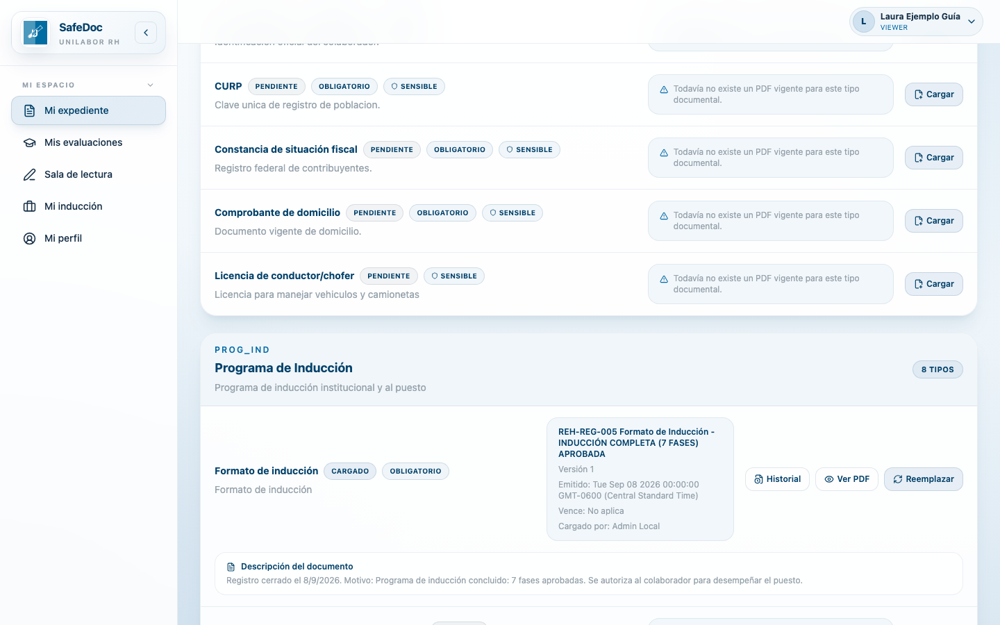 SafeDoc
UNILABOR RH
Laura Ejemplo Guía
VIEWER
MI ESPACIO
Mi expediente
Mis evaluaciones
Sala de lectura
Mi inducción
Mi perfil
Identificación oficial del colaborador.
CURP PENDIENTE OBLIGATORIO SENSIBLE
Clave unica de registro de poblacion.
Todavía no existe un PDF vigente para este tipo
documental.
Cargar
Constancia de situación fiscal PENDIENTE OBLIGATORIO SENSIBLE
Registro federal de contribuyentes.
Todavía no existe un PDF vigente para este tipo
documental.
Cargar
Comprobante de domicilio PENDIENTE OBLIGATORIO SENSIBLE
Documento vigente de domicilio.
Todavía no existe un PDF vigente para este tipo
documental.
Cargar
Licencia de conductor/chofer PENDIENTE SENSIBLE
Licencia para manejar vehiculos y camionetas
Todavía no existe un PDF vigente para este tipo
documental.
Cargar
PROG_IND
Programa de Inducción
Programa de inducción institucional y al puesto
8 TIPOS
Formato de inducción CARGADO OBLIGATORIO
Formato de inducción
REH-REG-005 Formato de Inducción -
INDUCCIÓN COMPLETA (7 FASES)
APROBADA
Versión 1
Emitido: Tue Sep 08 2026 00:00:00
GMT-0600 (Central Standard Time)
Vence: No aplica
Cargado por: Admin Local
Historial
Ver PDF
Reemplazar
Descripción del documento
Registro cerrado el 8/9/2026. Motivo: Programa de inducción concluido: 7 fases aprobadas. Se autoriza al colaborador para desempeñar el puesto.